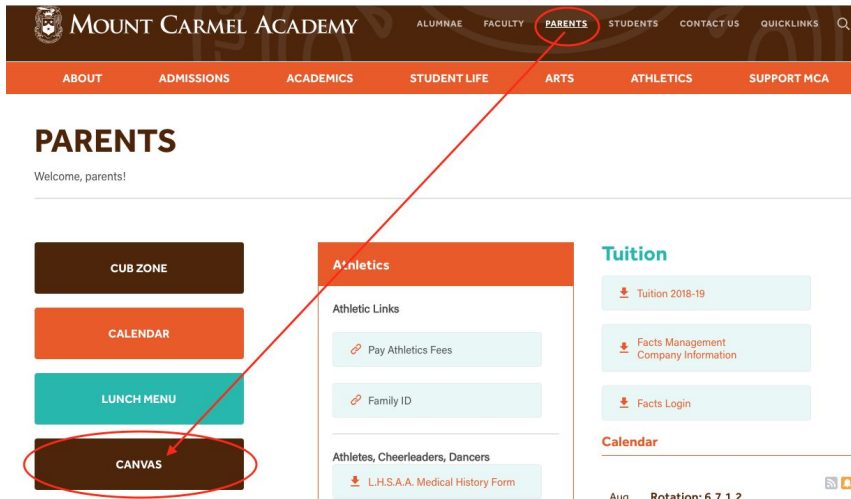 MOUNT CARMEL ACADEMY
ALUMNAE FACULTY PARENTS STUDENTS CONTACT US QUICKLINKS
ABOUT ADMISSIONS ACADEMICS STUDENT LIFE ARTS ATHLETICS SUPPORT MCA
PARENTS
Welcome, parents!
CUB ZONE
CALENDAR
LUNCH MENU
CANVAS
Athletics
Athletic Links
Pay Athletics Fees
Family ID
Athletes, Cheerleaders, Dancers
L.H.S.A.A. Medical History Form
Tuition
Tuition 2018-19
Facts Management
Company Information
Facts Login
Calendar
Aug Rotation: 6 7 1 2